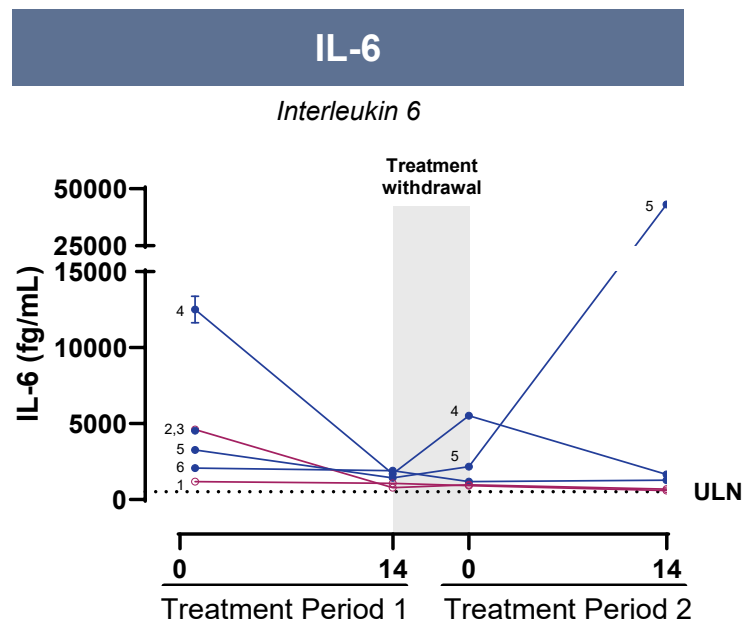 IL-6
Interleukin 6
Treatment
withdrawal
50000
25000
15000
10000
5000
0
IL-6 (fg/mL)
4
2,3
5
6
1
4
5
5
ULN
0
14
0
14
Treatment Period 1
Treatment Period 2